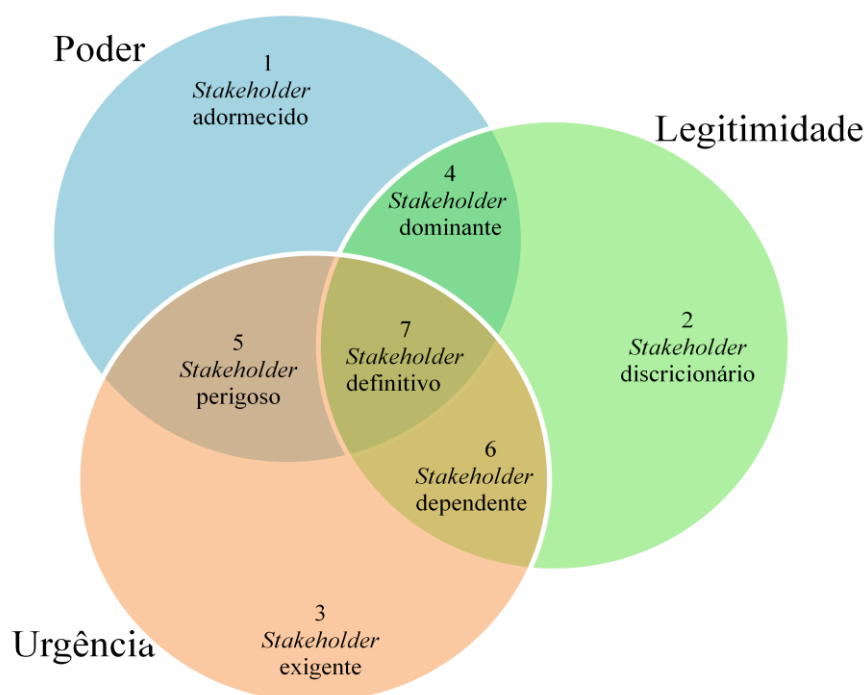 Poder
1
Stakeholder
adormecido
Legitimidade
4
Stakeholder
dominante
2
Stakeholder
discricionário
5
Stakeholder
perigoso
7
Stakeholder
definitivo
6
Stakeholder
dependente
3
Stakeholder
exigente
Urgência